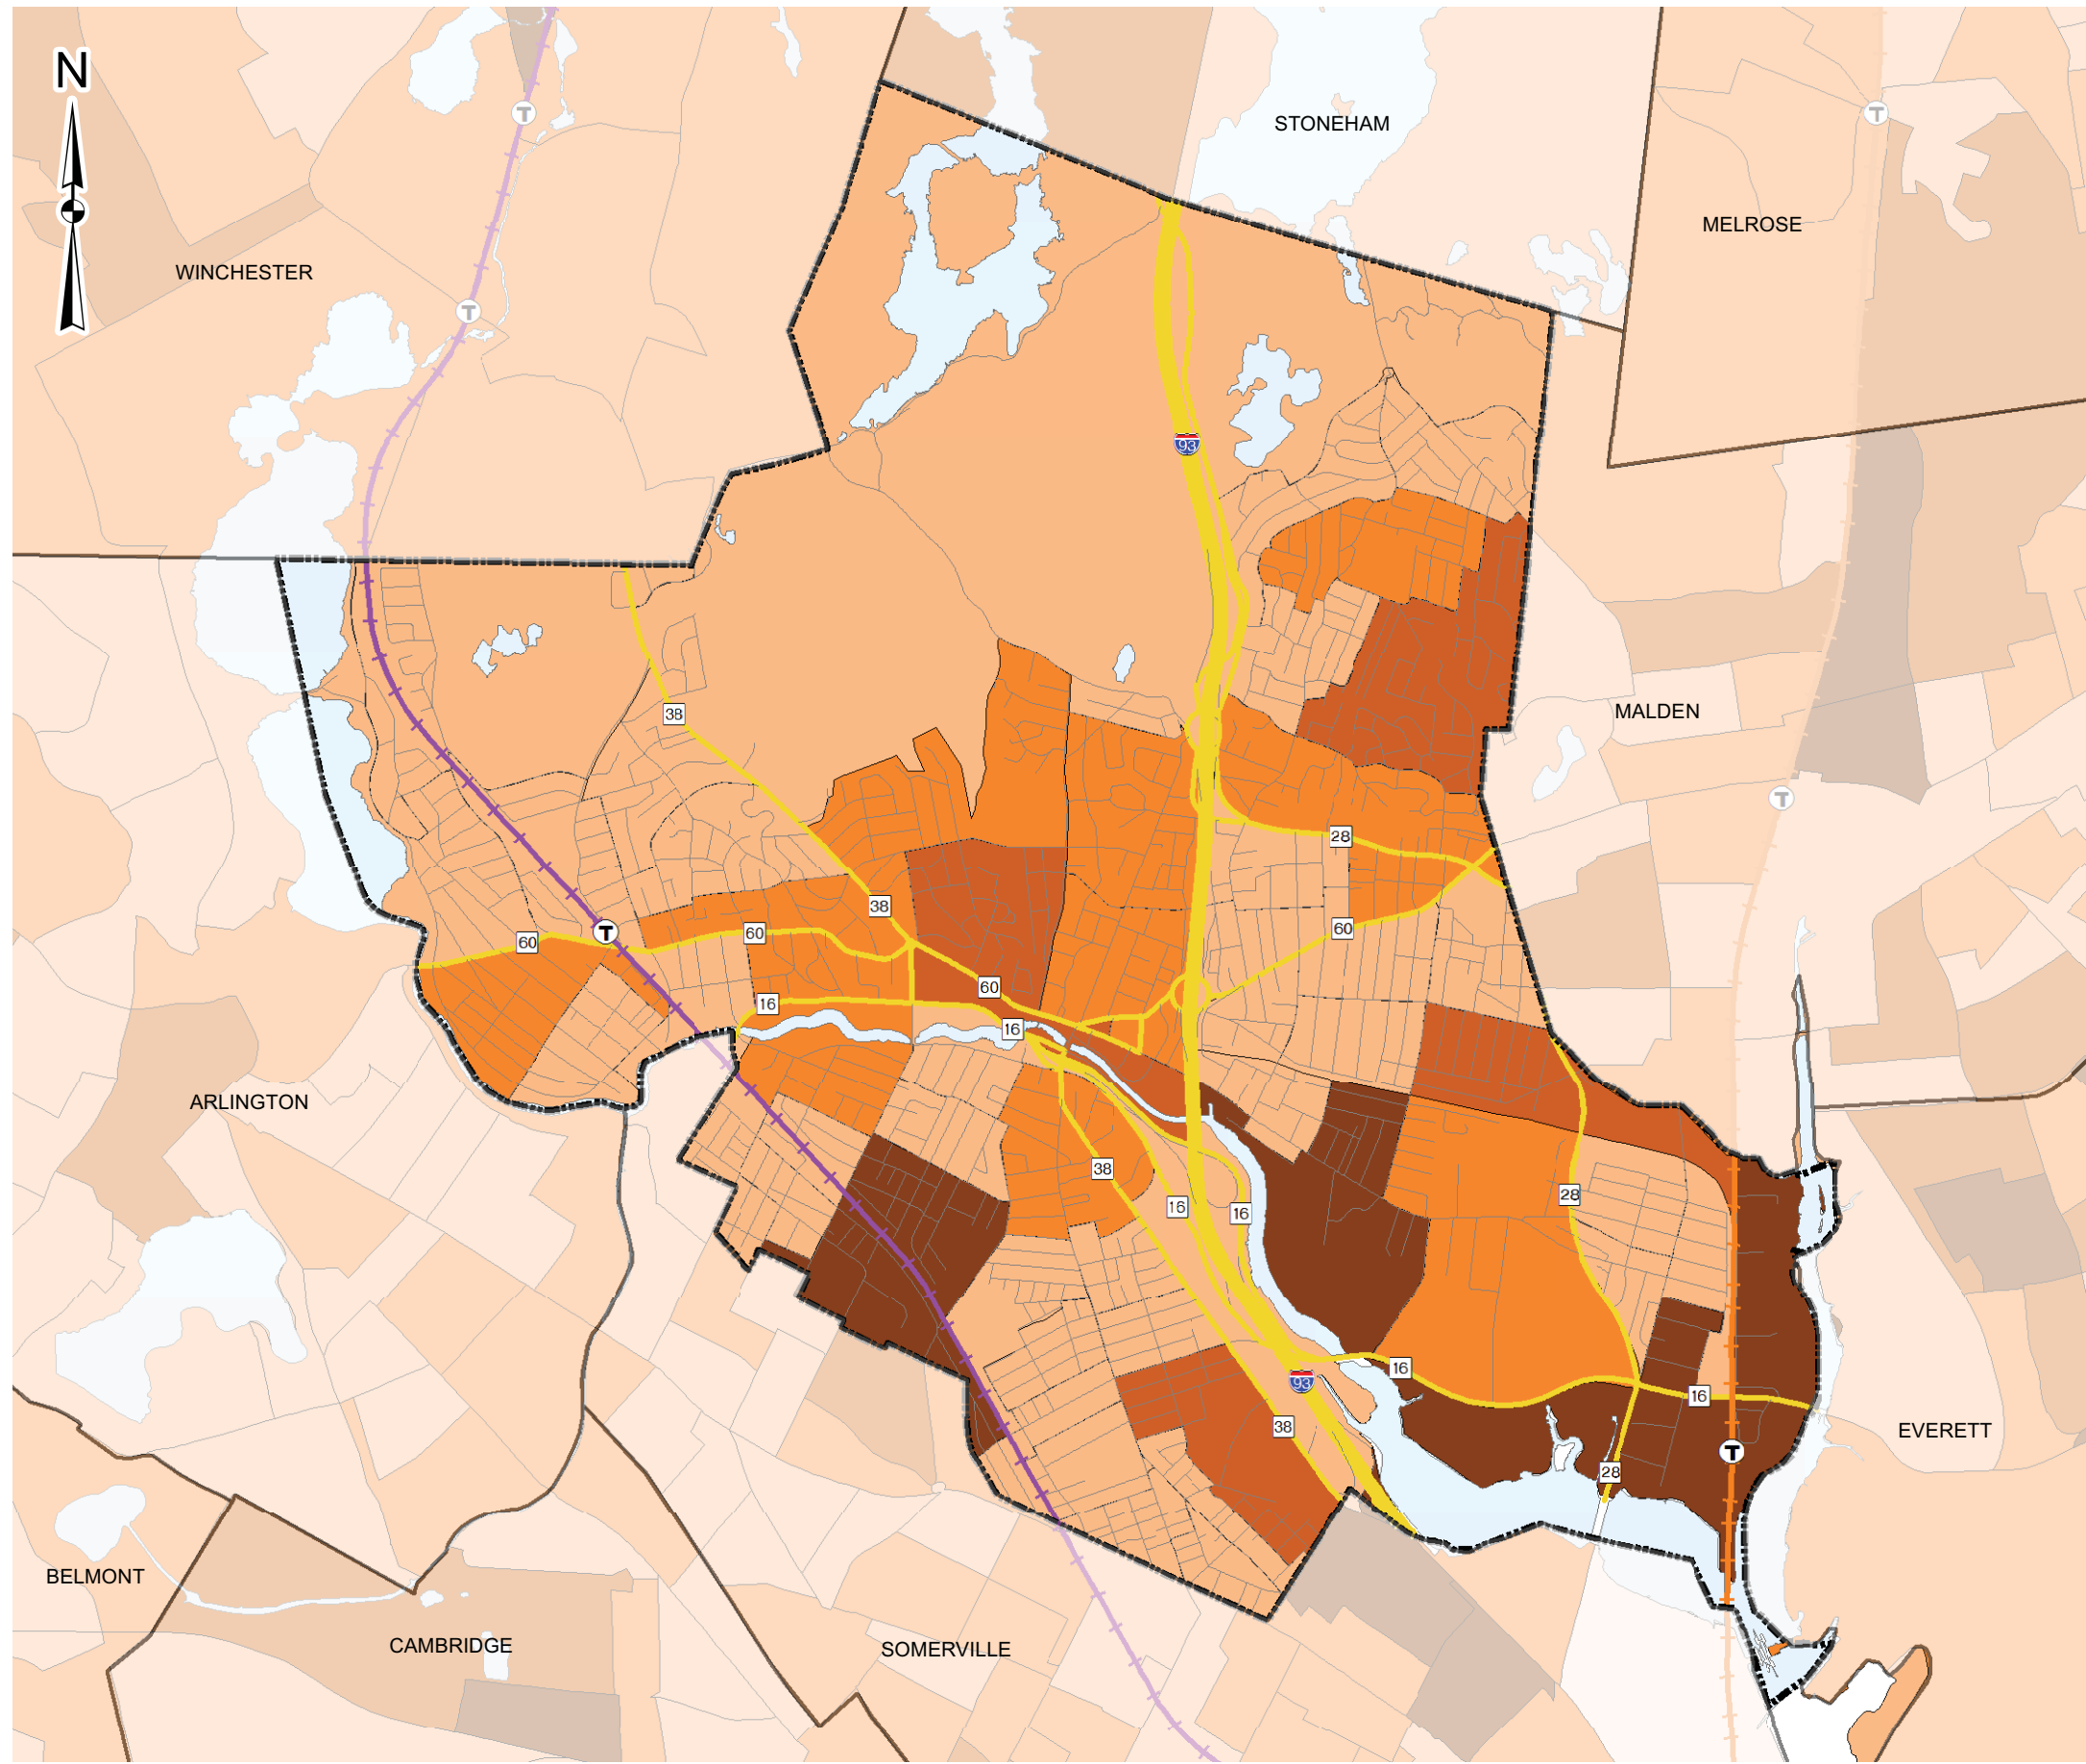 N
T
T
STONEHAM
MELROSE
WINCHESTER
T
93
38
MALDEN
T
28
38
60
60
60
T
60
16
16
ARLINGTON
38
28
16
16
16
93
16
38
EVERETT
T
28
BELMONT
CAMBRIDGE
SOMERVILLE